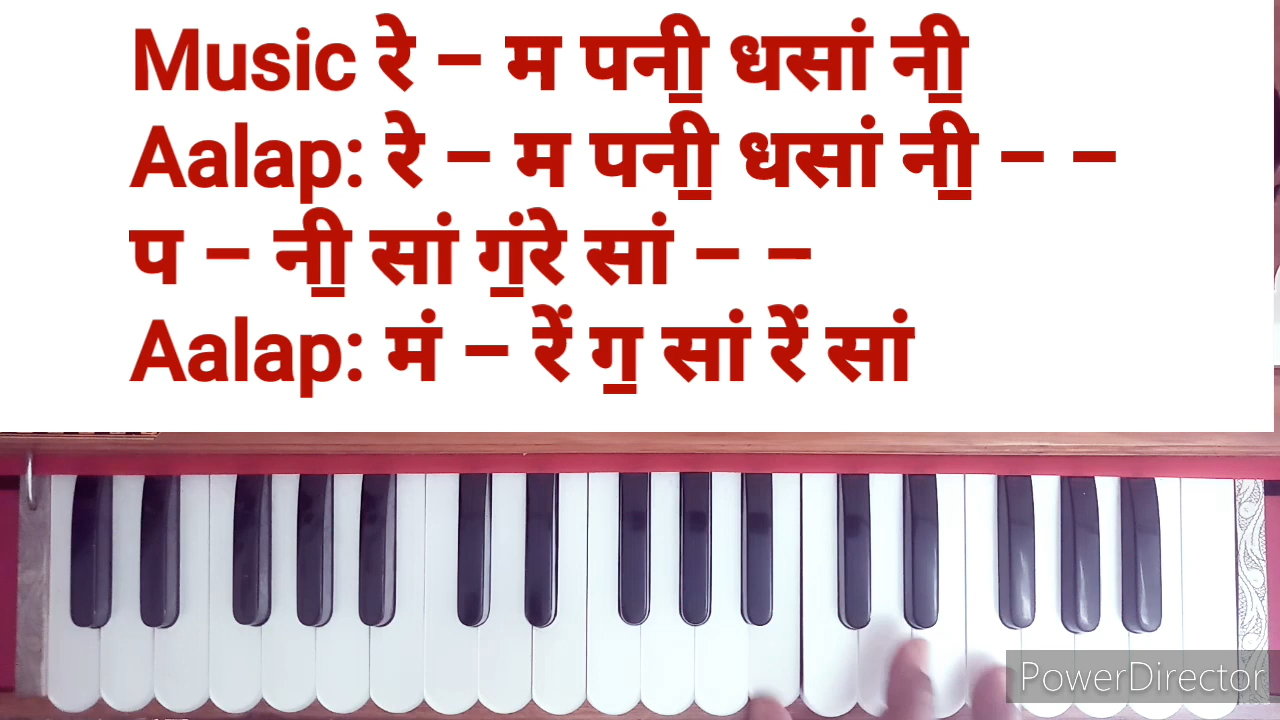 Music रे – म पनी॒ धसां नी॒
Aalap: रे – म पनी॒ धसां नी॒ – –
प – नी॒ सां गं॒रे सां – –
Aalap: मं – रें ग॒ सां रें सां
PowerDirector